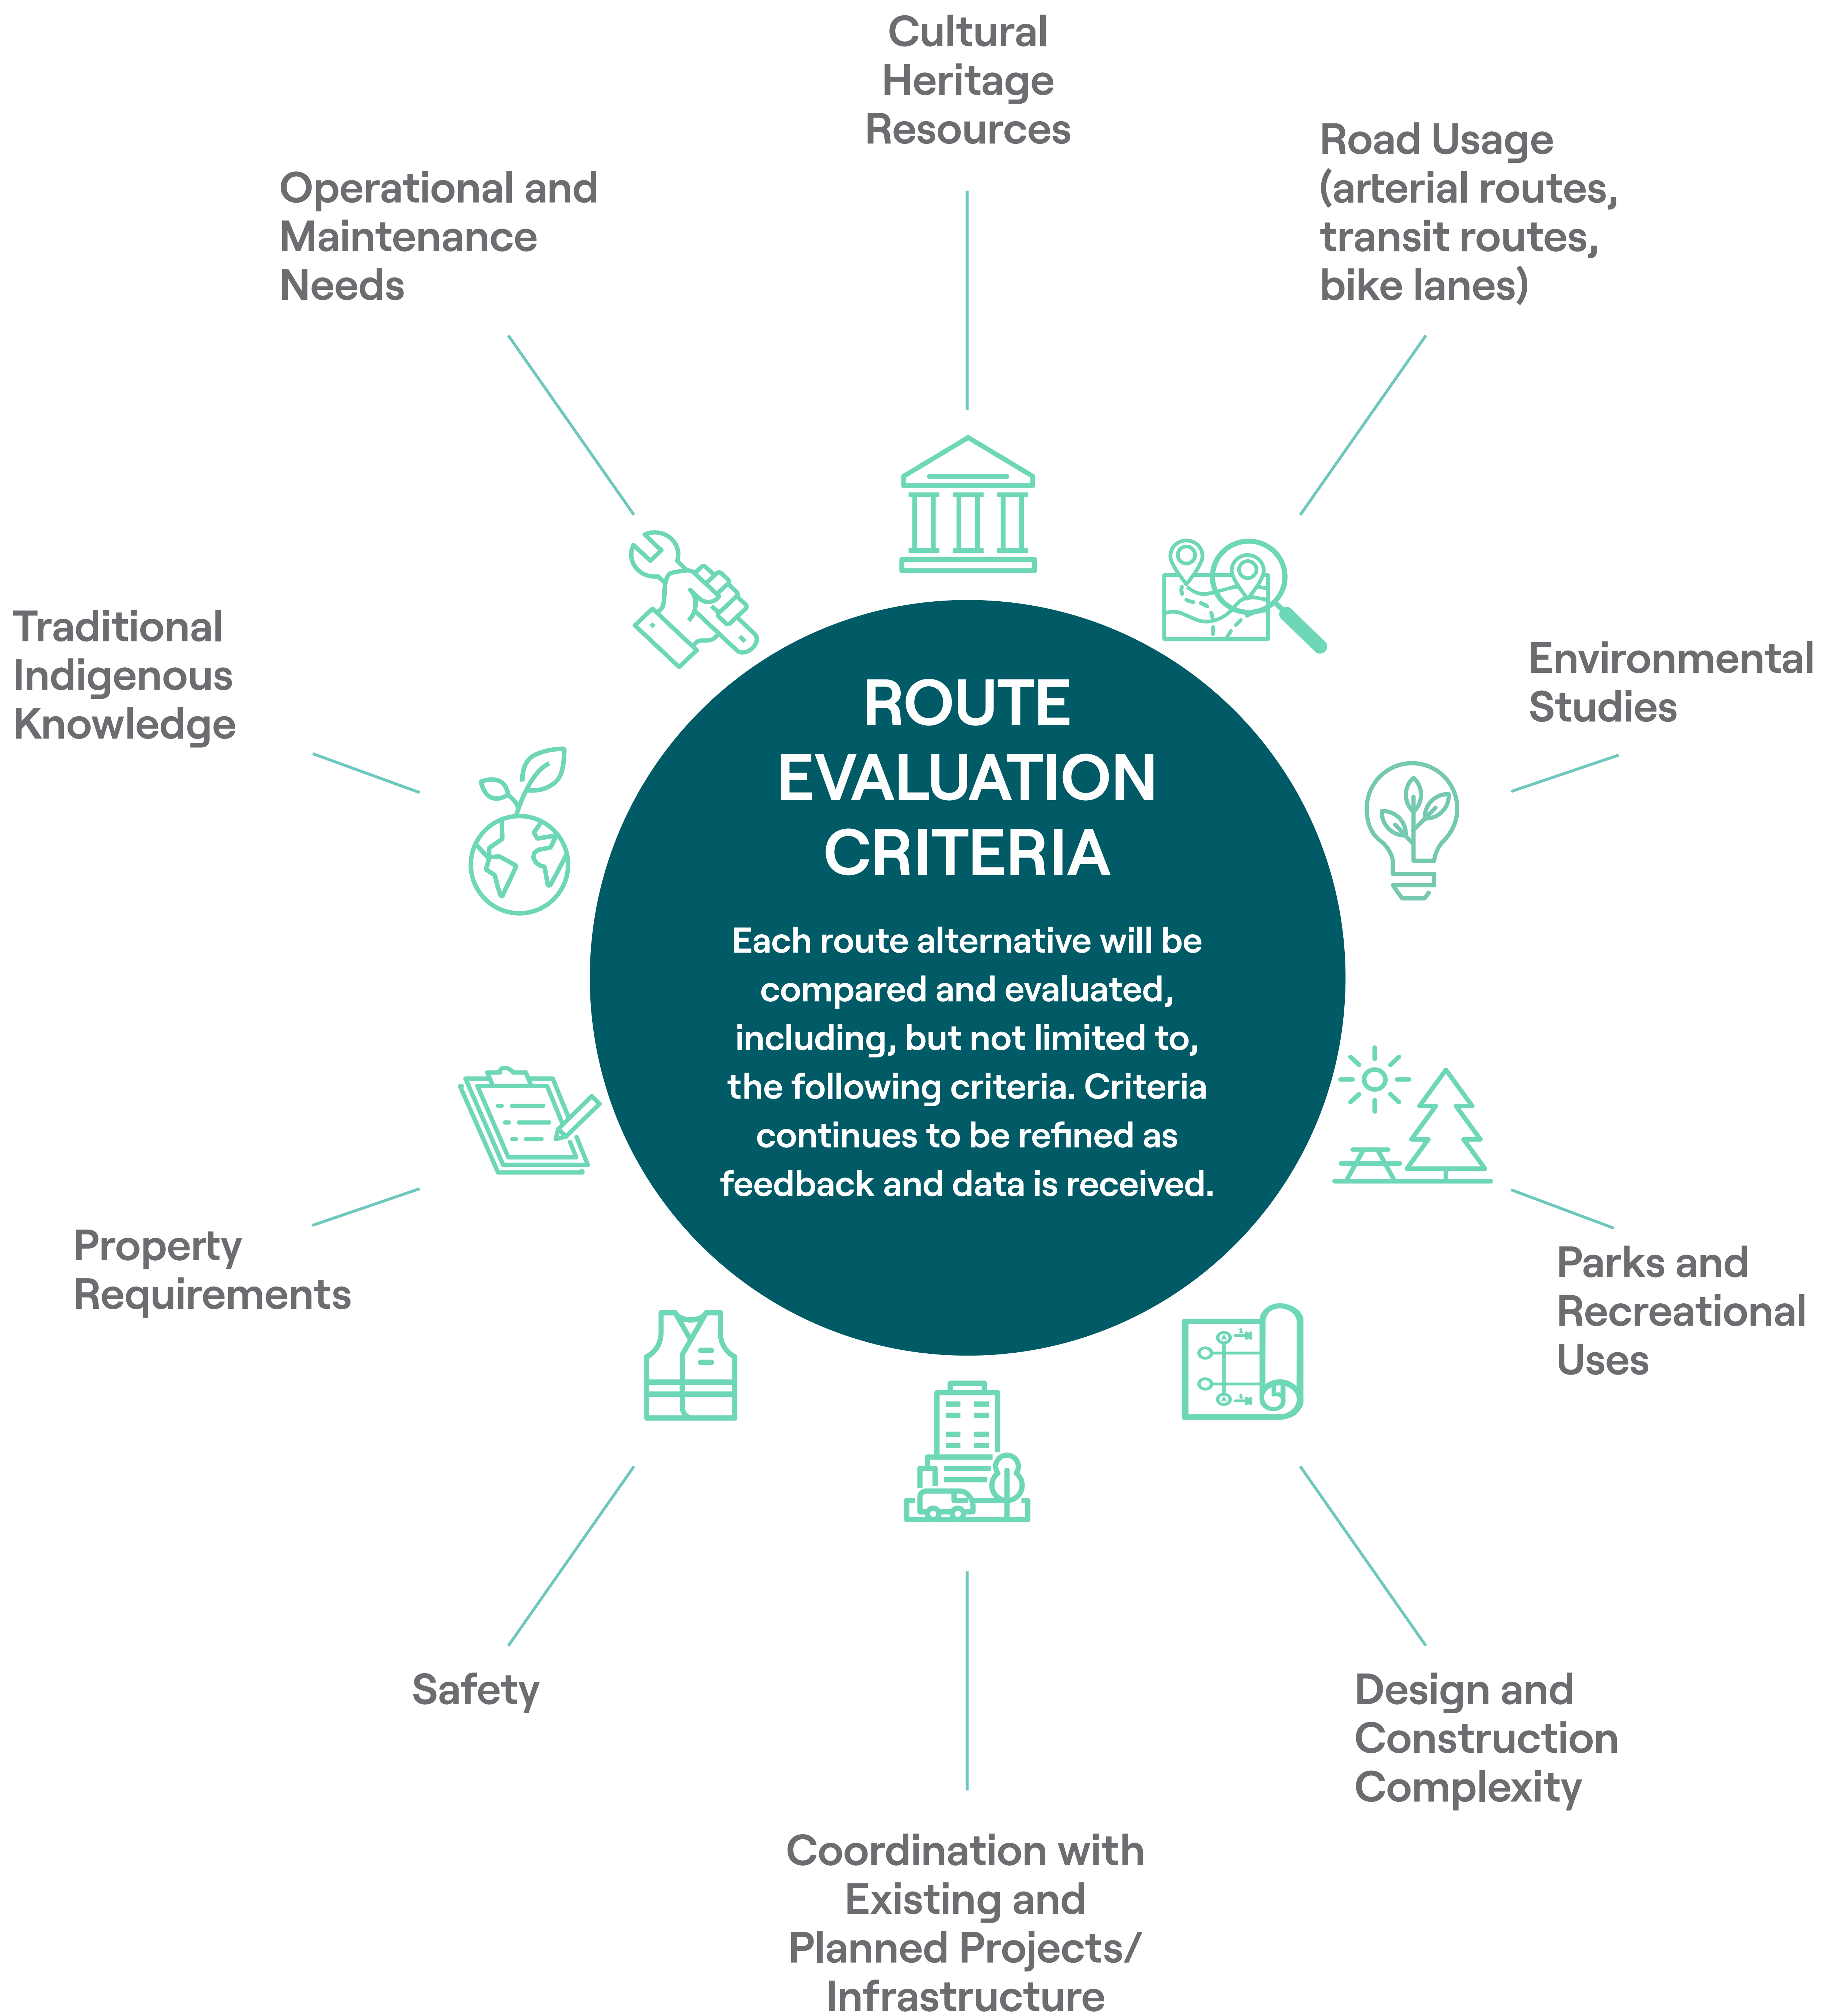 Cultural
Heritage
Resources
Road Usage
(arterial routes,
transit routes,
bike lanes)
Operational and
Maintenance
Needs
Traditional
Indigenous
Knowledge
Environmental
Studies
ROUTE
EVALUATION
CRITERIA
Each route alternative will be
compared and evaluated,
including, but not limited to,
the following criteria. Criteria
continues to be refined as
feedback and data is received.
Property
Requirements
Parks and
Recreational
Uses
Safety
Design and
Construction
Complexity
Coordination with
Existing and
Planned Projects/
Infrastructure